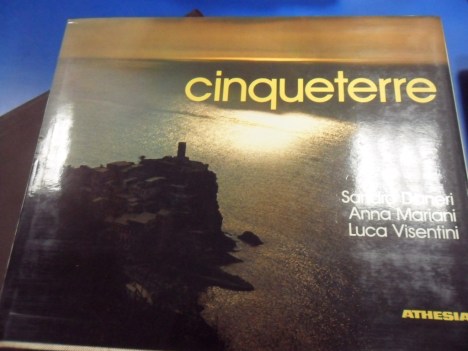 cinqueterre
Sandro
Anna Mariani
Luca Visentini
ATHESIA